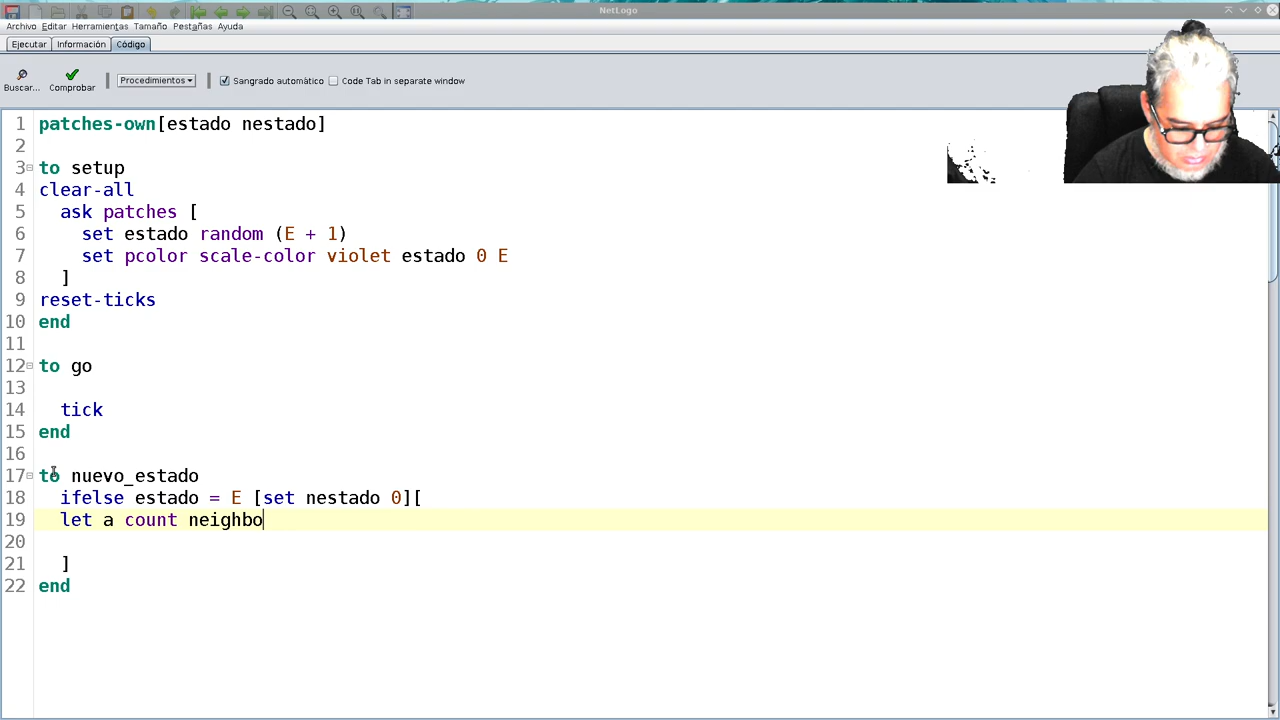 NetLogo
Archivo Editar Herramientas Tamaño Pestañas Ayuda
Ejecutar Información Código
Buscar... Comprobar Procedimientos Sangrado automático Code Tab in separate window
1 patches-own[estado nestado]
2
3 to setup
4 clear-all
5 ask patches [
6 set estado random (E + 1)
7 set pcolor scale-color violet estado 0 E
8 ]
9 reset-ticks
10 end
11
12 to go
13
14 tick
15 end
16
17 to nuevo_estado
18 ifelse estado = E [set nestado 0][
19 let a count neighbo
20
21 ]
22 end